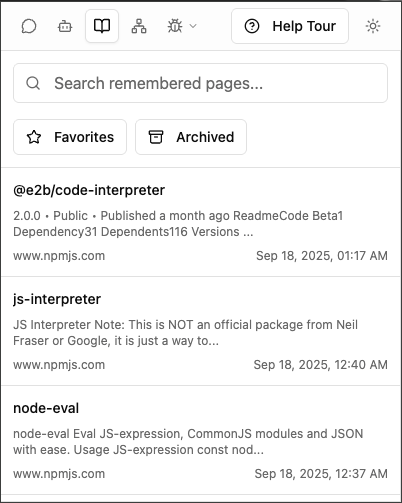 Help Tour
Search remembered pages...
Favorites
Archived
@e2b/code-interpreter
2.0.0 • Public • Published a month ago ReadmeCode Beta1
Dependency31 Dependents116 Versions ...
www.npmjs.com
Sep 18, 2025, 01:17 AM
js-interpreter
JS Interpreter Note: This is NOT an official package from Neil
Fraser or Google, it is just a way to...
www.npmjs.com
Sep 18, 2025, 12:40 AM
node-eval
node-eval Eval JS-expression, CommonJS modules and JSON
with ease. Usage JS-expression const nod...
www.npmjs.com
Sep 18, 2025, 12:37 AM